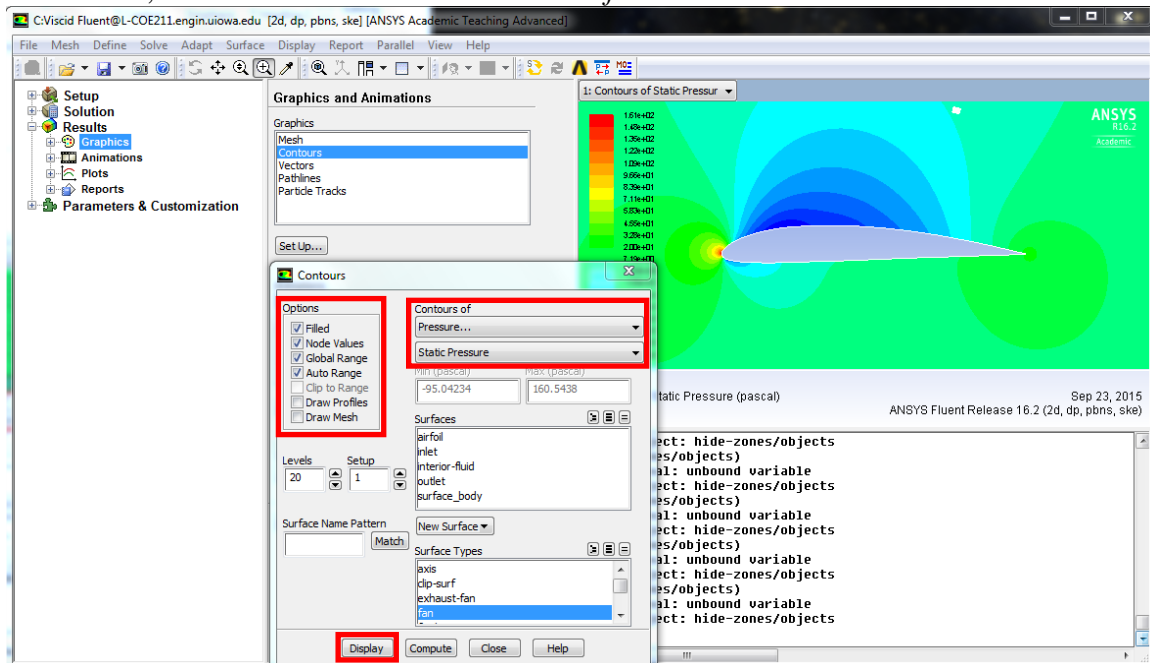 C:Viscid Fluent@L-COE211.engin.uiowa.edu [2d, dp, pbns, ske] [ANSYS Academic Teaching Advanced]
File Mesh Define Solve Adapt Surface Display Report Parallel View Help
Setup
Solution
Results
Graphics
Animations
Plots
Reports
Parameters & Customization
Graphics and Animations
Graphics
Mesh
Contours
Vectors
Pathlines
Particle Tracks
Set Up...
1: Contours of Static Pressur
1.61e+02
1.48e+02
1.35e+02
1.22e+02
1.09e+02
9.66e+01
8.39e+01
7.11e+01
5.83e+01
4.55e+01
3.28e+01
2.00e+01
7.19e+00
ANSYS
R16.2
Academic
Contours
Options
Filled
Node Values
Global Range
Auto Range
Clip to Range
Draw Profiles
Draw Mesh
Levels Setup
20 1
Surface Name Pattern
Match
Contours of
Pressure...
Static Pressure
Min (pascal) Max (pascal)
-95.04234 160.5438
Surfaces
airfoil
inlet
interior-fluid
outlet
surface_body
New Surface
Surface Types
axis
clip-surf
exhaust-fan
fan
Display Compute Close Help
tatic Pressure (pascal)
Sep 23, 2015
ANSYS Fluent Release 16.2 (2d, dp, pbns, ske)
ect: hide-zones/objects
es/objects)
al: unbound variable
ect: hide-zones/objects
es/objects)
al: unbound variable
ect: hide-zones/objects
es/objects)
al: unbound variable
ect: hide-zones/objects
es/objects)
al: unbound variable
ect: hide-zones/objects